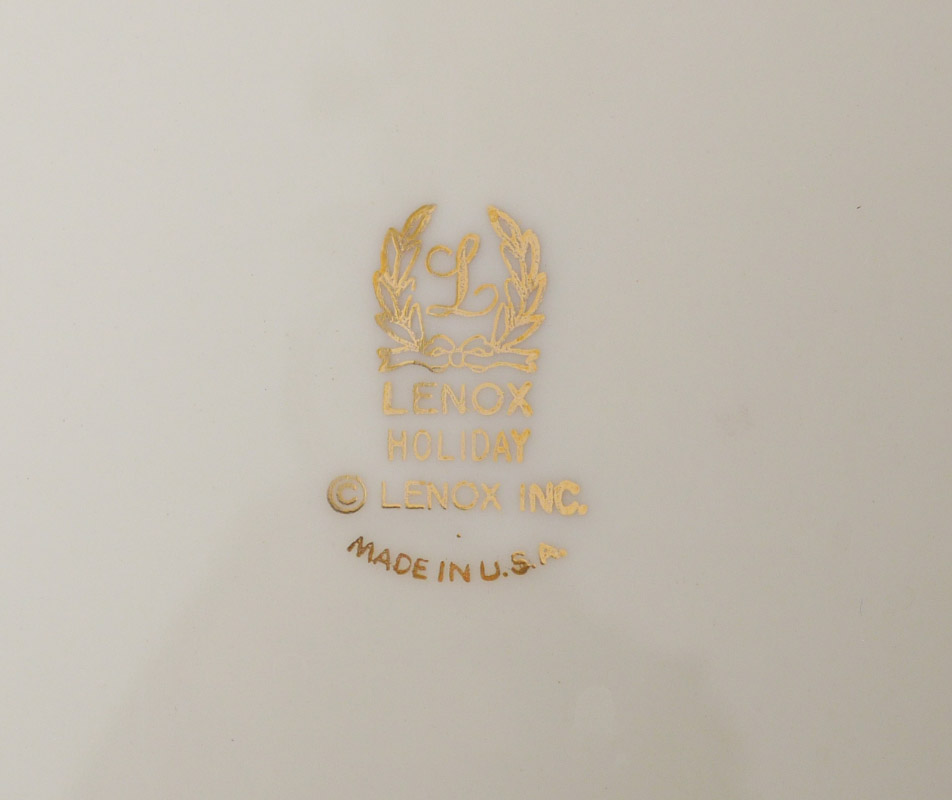 L
LENOX
HOLIDAY
© LENOX INC.
MADE IN U.S.A.